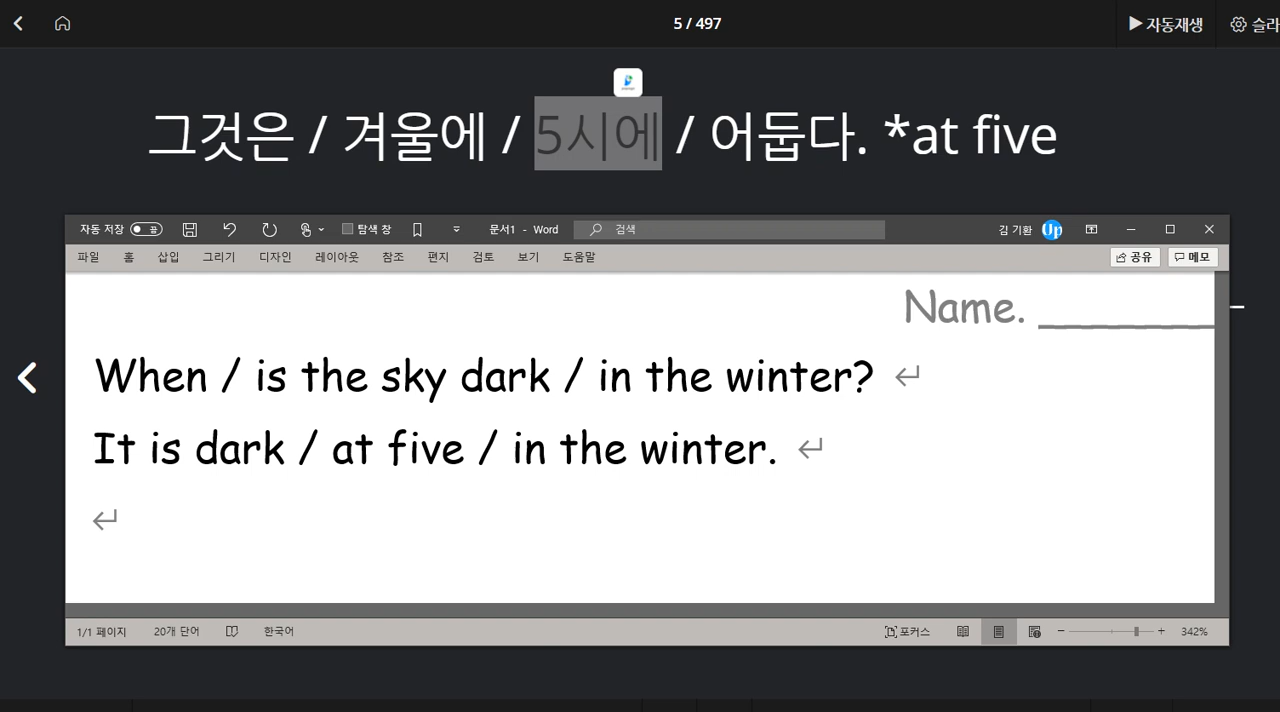 5 / 497
▶ 자동재생
슬라
그것은 / 겨울에 / 5시에 / 어둡다. *at five
자동 저장
끔
탐색 창
문서1 - Word
검색
김 기환
Up
파일 홈 삽입 그리기 디자인 레이아웃 참조 편지 검토 보기 도움말
공유
메모
Name. ________
When / is the sky dark / in the winter?
It is dark / at five / in the winter.
1/1 페이지
20개 단어
한국어
포커스
342%